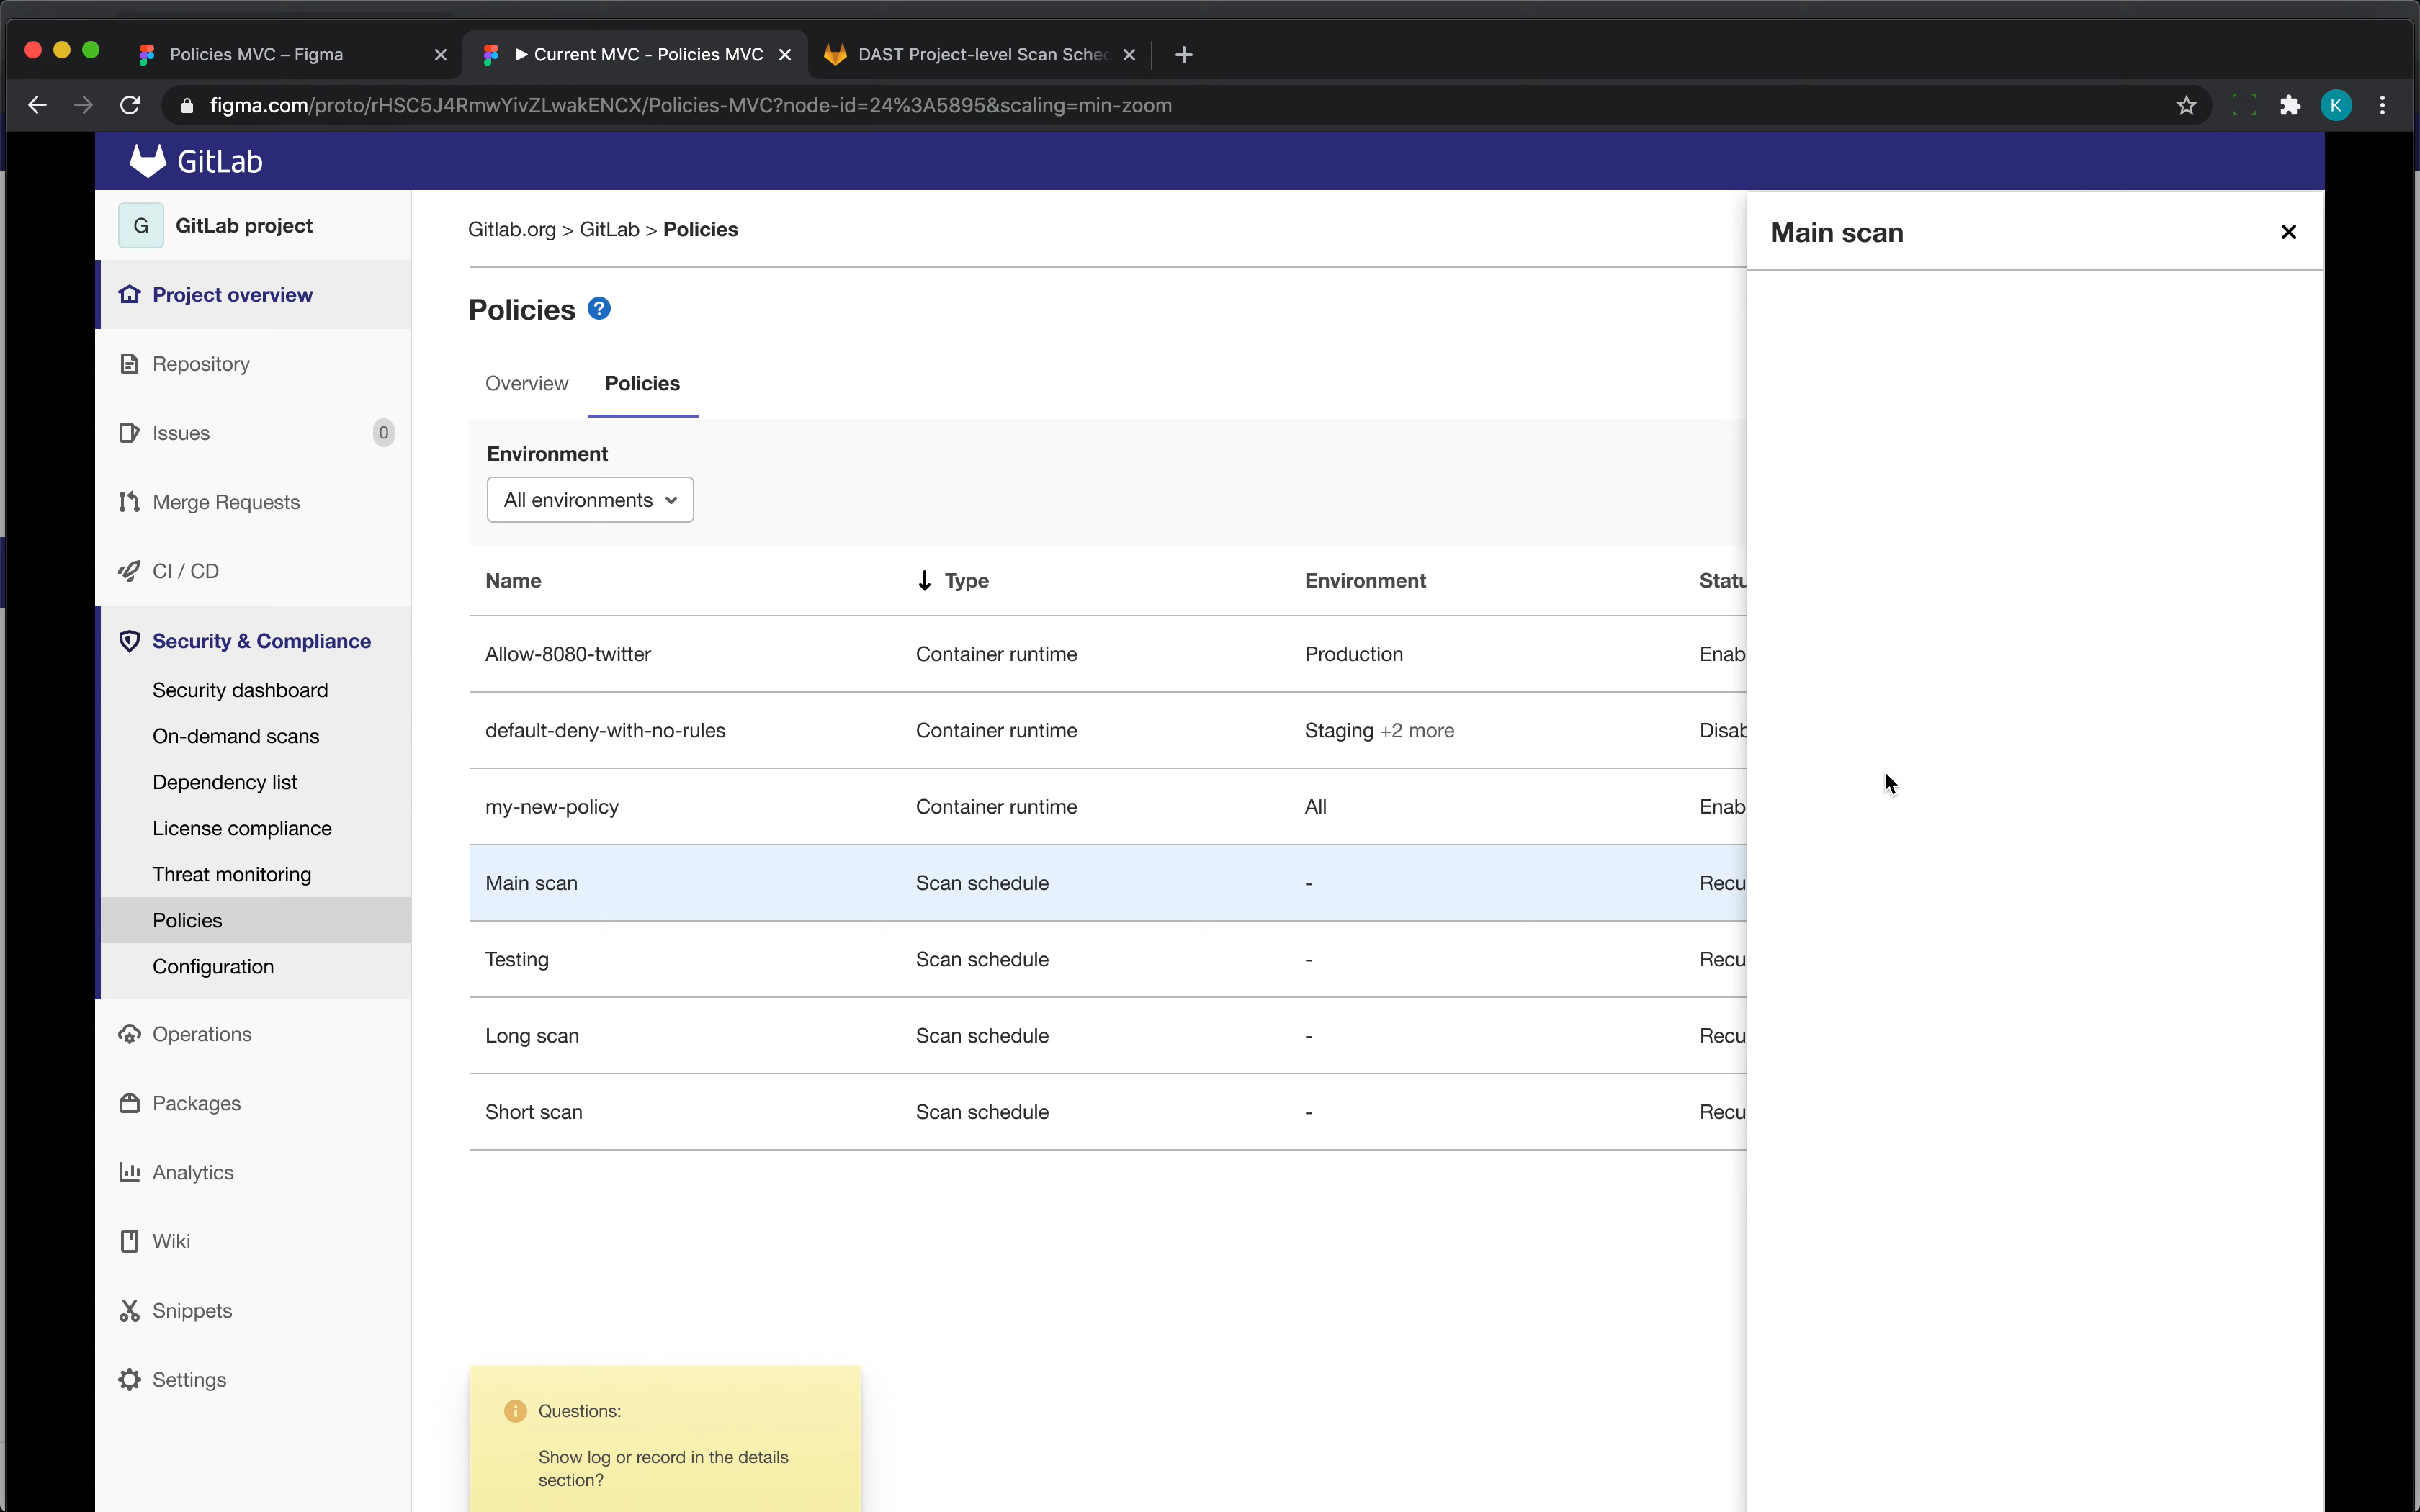 Policies MVC – Figma
▶ Current MVC - Policies MVC
DAST Project-level Scan Sche
figma.com/proto/rHSC5J4RmwYivZLwakENCX/Policies-MVC?node-id=24%3A5895&scaling=min-zoom
K
GitLab
G GitLab project
Project overview
Repository
Issues 0
Merge Requests
CI / CD
Security & Compliance
Security dashboard
On-demand scans
Dependency list
License compliance
Threat monitoring
Policies
Configuration
Operations
Packages
Analytics
Wiki
Snippets
Settings
Gitlab.org > GitLab > Policies
Policies ?
Overview Policies
Environment
All environments
Name Type Environment Statu
Allow-8080-twitter Container runtime Production Enab
default-deny-with-no-rules Container runtime Staging +2 more Disab
my-new-policy Container runtime All Enab
Main scan Scan schedule - Recu
Testing Scan schedule - Recu
Long scan Scan schedule - Recu
Short scan Scan schedule - Recu
Questions:
Show log or record in the details
section?
Main scan